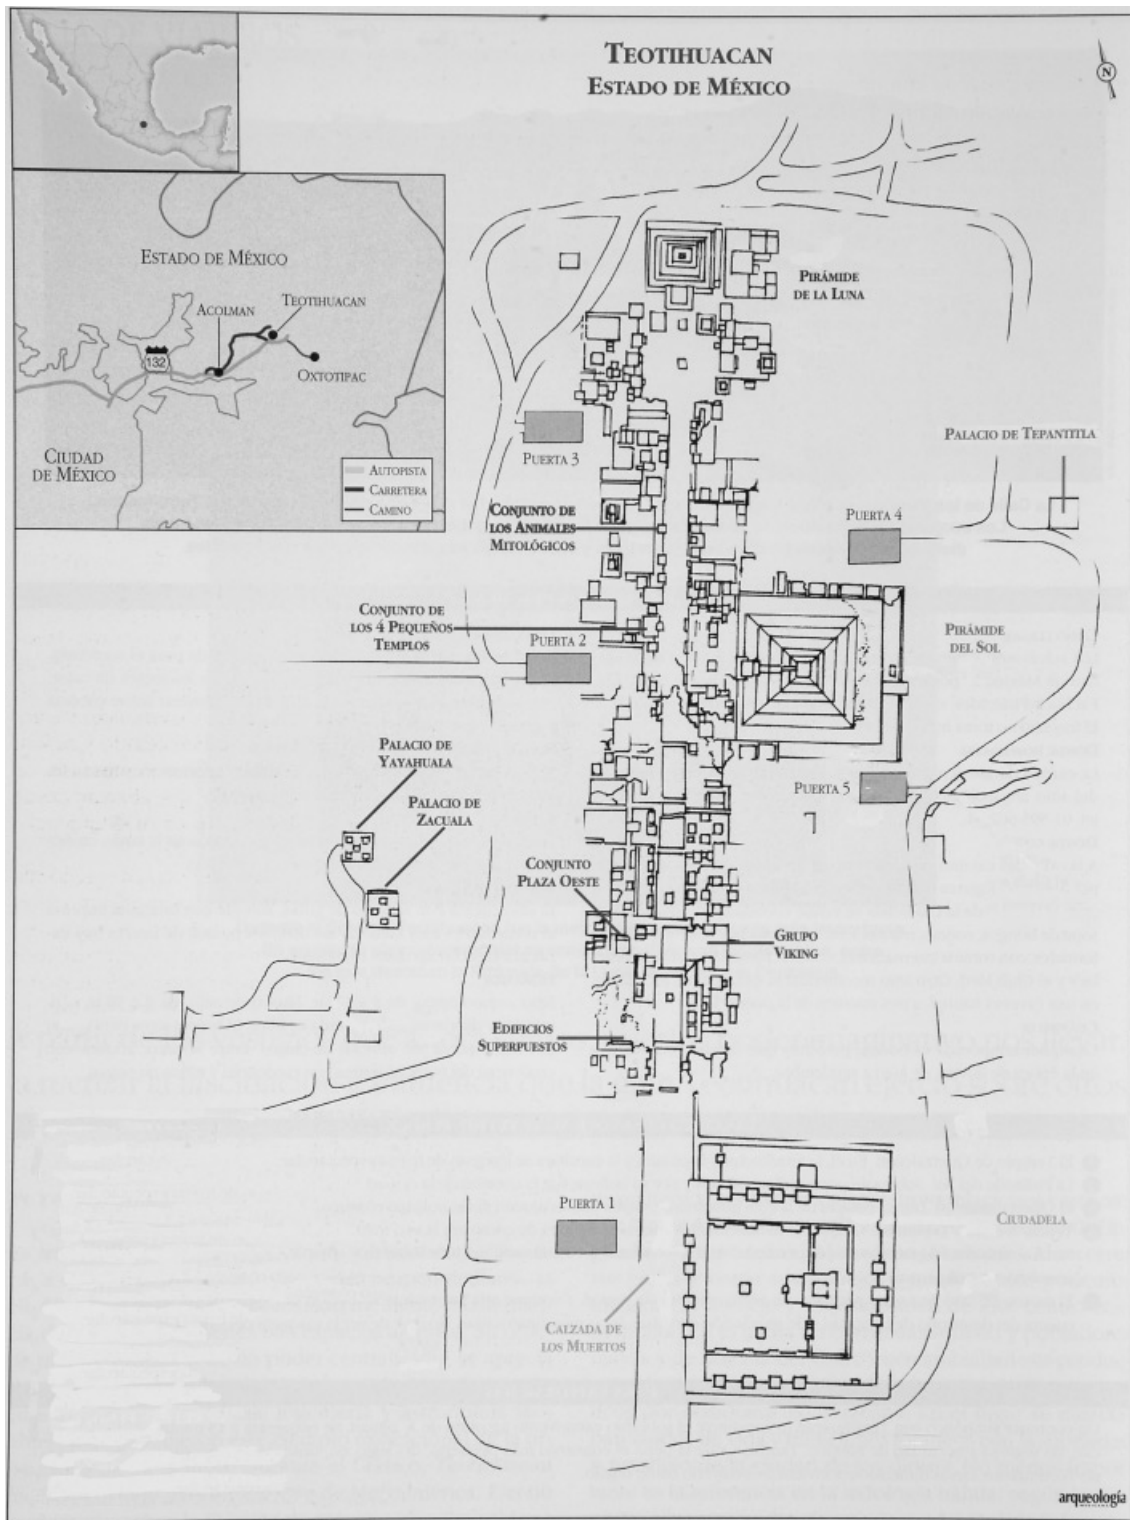 TEOTIHUACAN
ESTADO DE MÉXICO
N
ESTADO DE MÉXICO
ACOLMAN
TEOTIHUACAN
132
OXTOTIPAC
CIUDAD
DE MÉXICO
AUTOPISTA
CARRETERA
CAMINO
PIRÁMIDE
DE LA LUNA
PUERTA 3
PALACIO DE TEPANTITLA
CONJUNTO DE
LOS ANIMALES
MITOLÓGICOS
PUERTA 4
CONJUNTO DE
LOS 4 PEQUEÑOS
TEMPLOS
PUERTA 2
PIRÁMIDE
DEL SOL
PALACIO DE
YAYAHUALA
PALACIO DE
ZACUALA
PUERTA 5
CONJUNTO
PLAZA OESTE
GRUPO
VIKING
EDIFICIOS
SUPERPUESTOS
PUERTA 1
CIUDADELA
CALZADA DE
LOS MUERTOS
arqueología